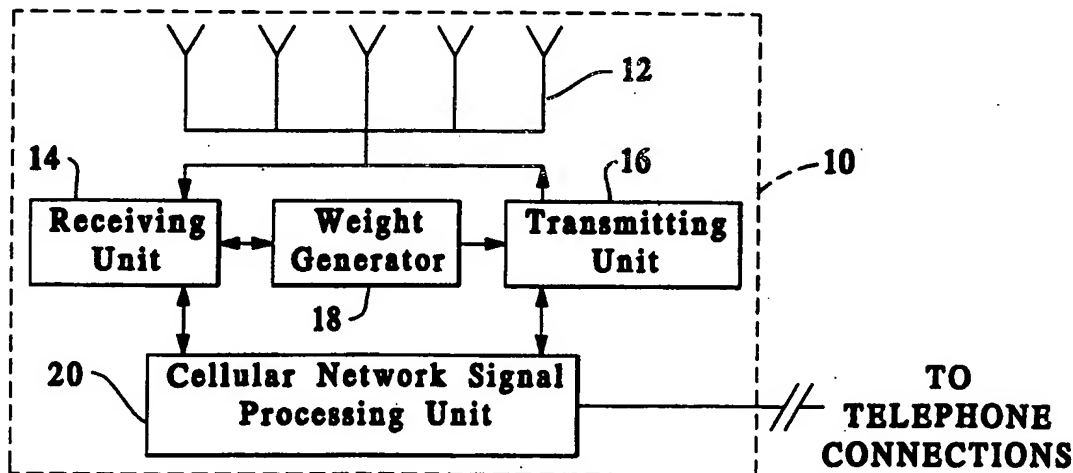 12
14
16
10
Receiving
Unit
Weight
Generator
Transmitting
Unit
18
20
Cellular Network Signal
Processing Unit
TO
TELEPHONE
CONNECTIONS